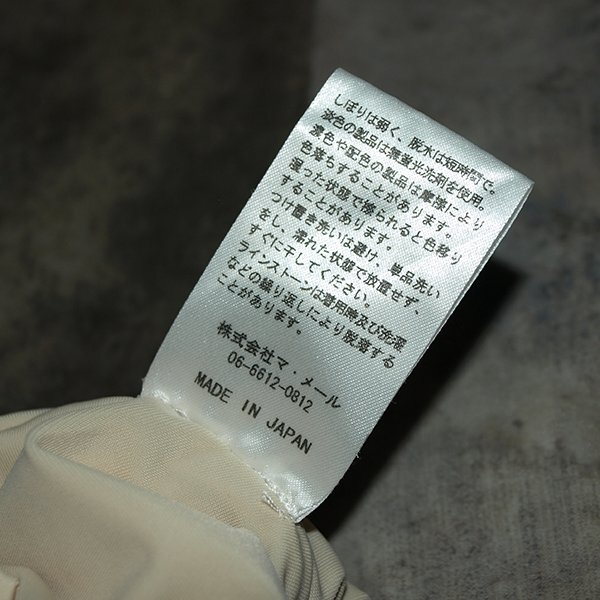 しぼりは弱く、脱水は短時間で。
淡色の製品は無蛍光洗剤を使用。
濃色や配色の製品は摩擦により
色落ちすることがあります。
湿った状態で擦られると色移り
することがあります。
つけ置き洗いは避け、単品洗い
をし、濡れた状態で放置せず、
すぐに干してください。
ラインストーンは着用時及び洗濯
などの繰り返しにより脱落する
ことがあります。
株式会社マ・メール
06-6612-0812
MADE IN JAPAN